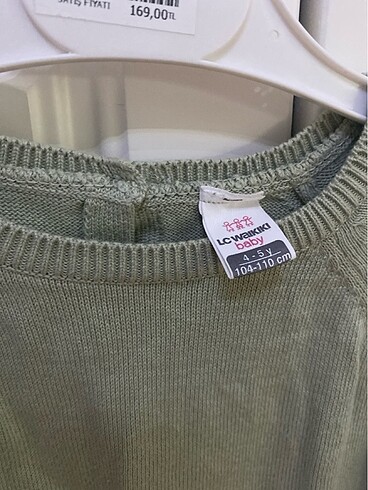 SATIŞ FİYATI
169,00TL
LC WAIKIKI
baby
4 - 5 y
104-110 cm